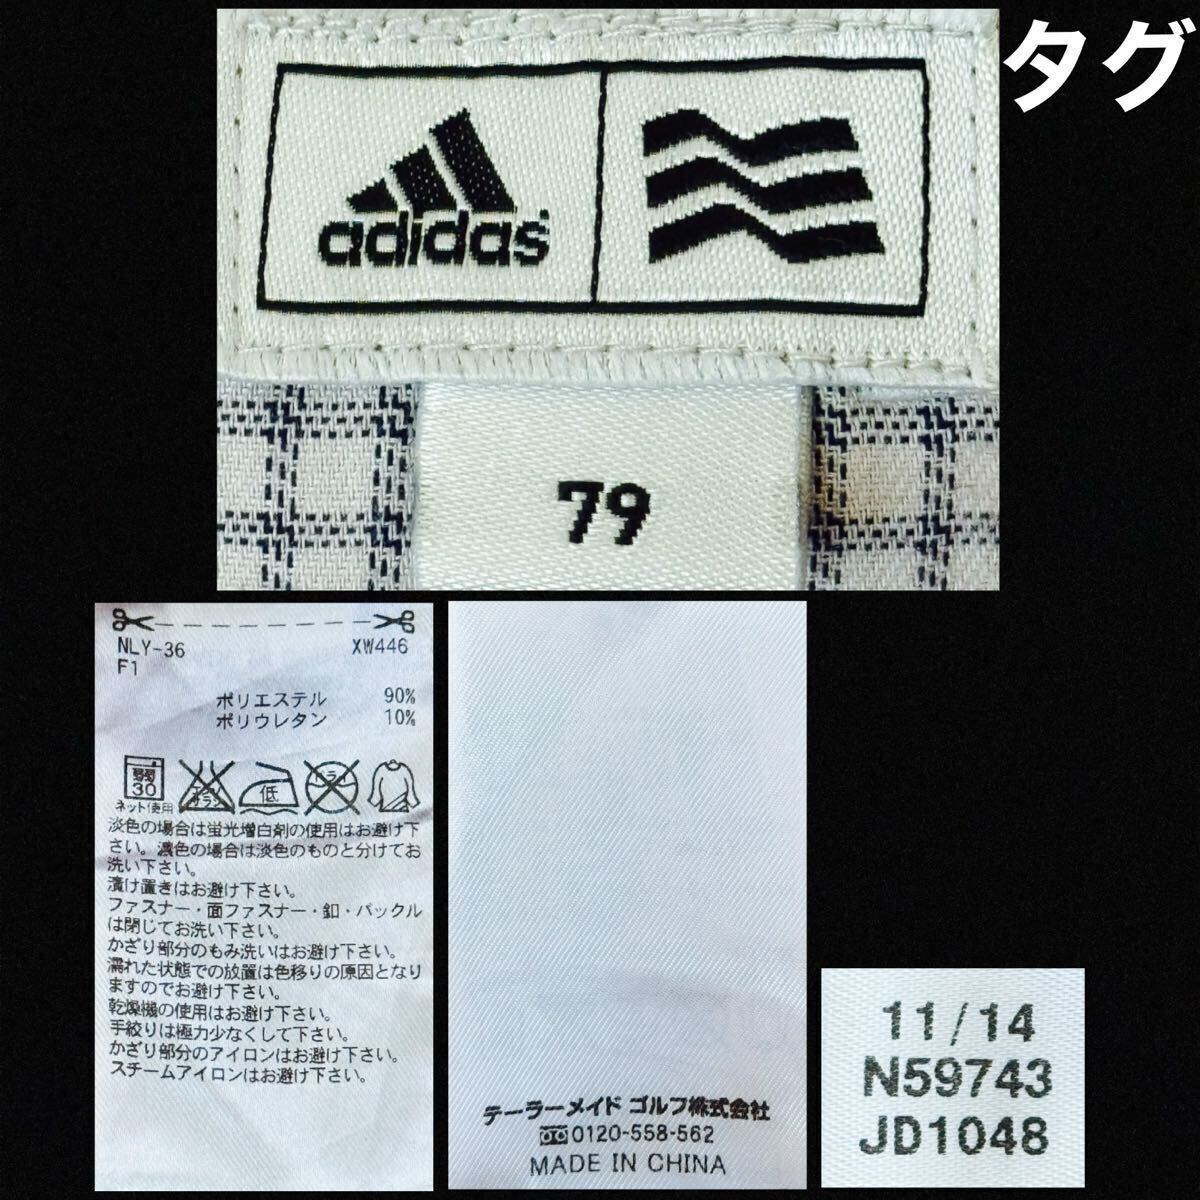 タグ
adidas
79
NLY-36 XW446
F1
ポリエステル 90%
ポリウレタン 10%
弱 30 エンソ サラシ 低 ドライ
ネット使用
淡色の場合は蛍光増白剤の使用はお避け下
さい。濃色の場合は淡色のものと分けてお
洗い下さい。
漬け置きはお避け下さい。
ファスナー・面ファスナー・釦・バックル
は閉じてお洗い下さい。
かざり部分のもみ洗いはお避け下さい。
濡れた状態での放置は色移りの原因となり
ますのでお避け下さい。
乾燥機の使用はお避け下さい。
手絞りは極力少なくして下さい。
かざり部分のアイロンはお避け下さい。
スチームアイロンはお避け下さい。
テーラーメイド ゴルフ株式会社
0120-558-562
MADE IN CHINA
11/14
N59743
JD1048